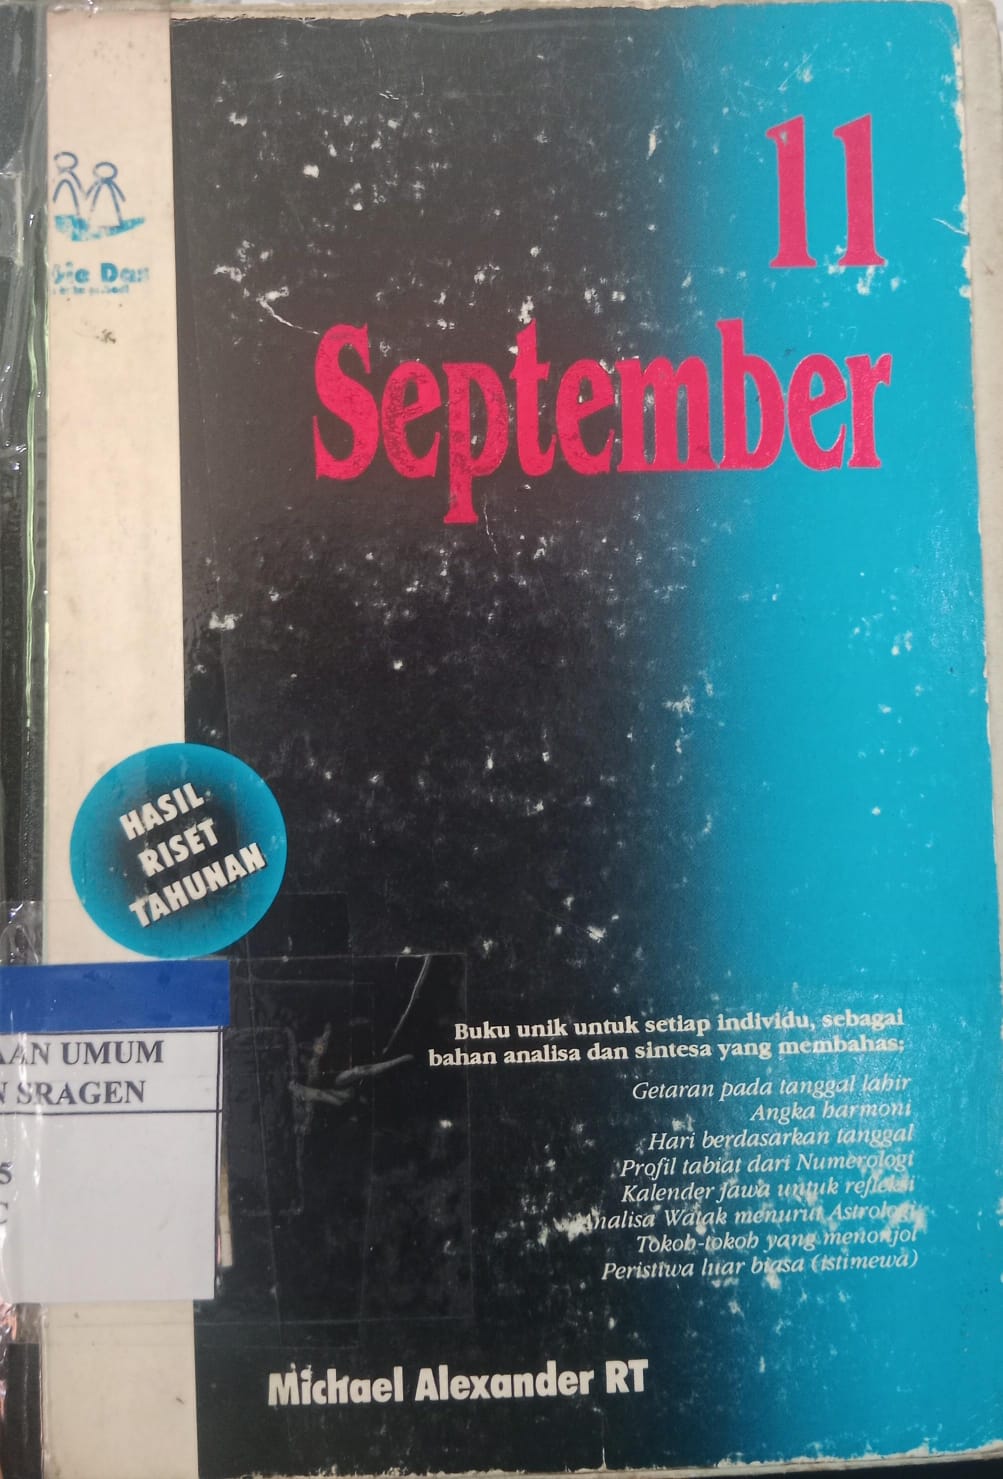 11
September
HASIL
RISET
TAHUNAN
AAN UMUM
N SRAGEN
5
C
Buku unik untuk setiap individu, sebagai
bahan analisa dan sintesa yang membahas:
Getaran pada tanggal lahir
Angka harmoni
Hari berdasarkan tanggal
Profil tabiat dari Numerologi
Kalender Jawa untuk refleksi
Analisa Watak menurut Astrologi
Tokoh-tokoh yang menonjol
Peristiwa luar biasa (istimewa)
Michael Alexander RT